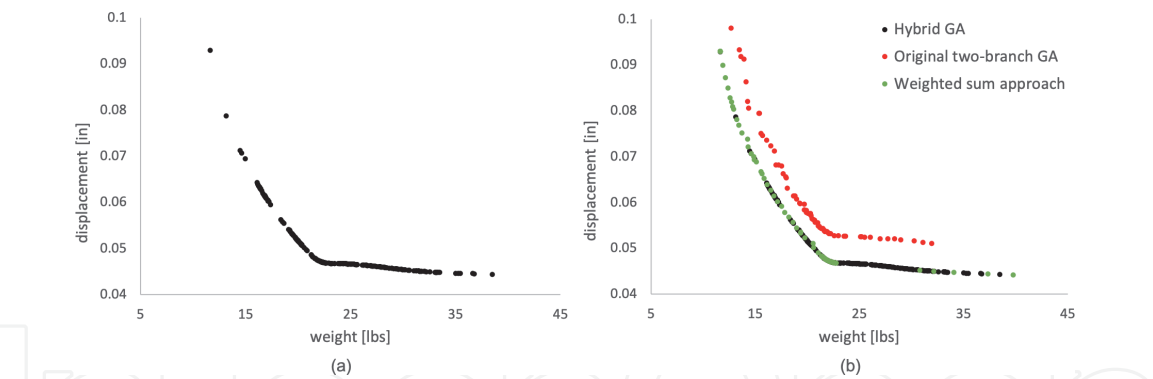 0.1
0.09
0.08
0.07
0.06
0.05
0.04
displacement [in]
5 15 25 35 45
weight [lbs]
(a)
0.1
0.09
0.08
0.07
0.06
0.05
0.04
displacement [in]
Hybrid GA
Original two-branch GA
Weighted sum approach
5 15 25 35 45
weight [lbs]
(b)